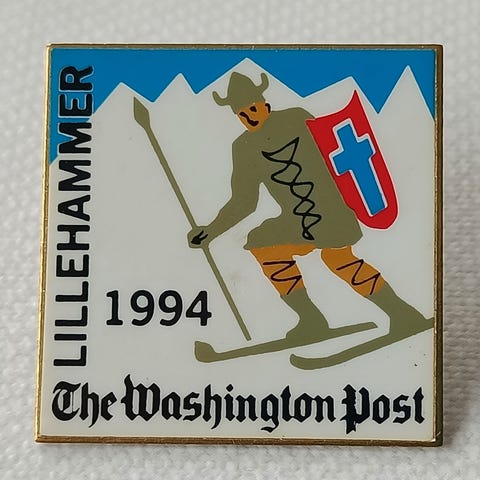 LILLEHAMMER
1994
The Washington Post